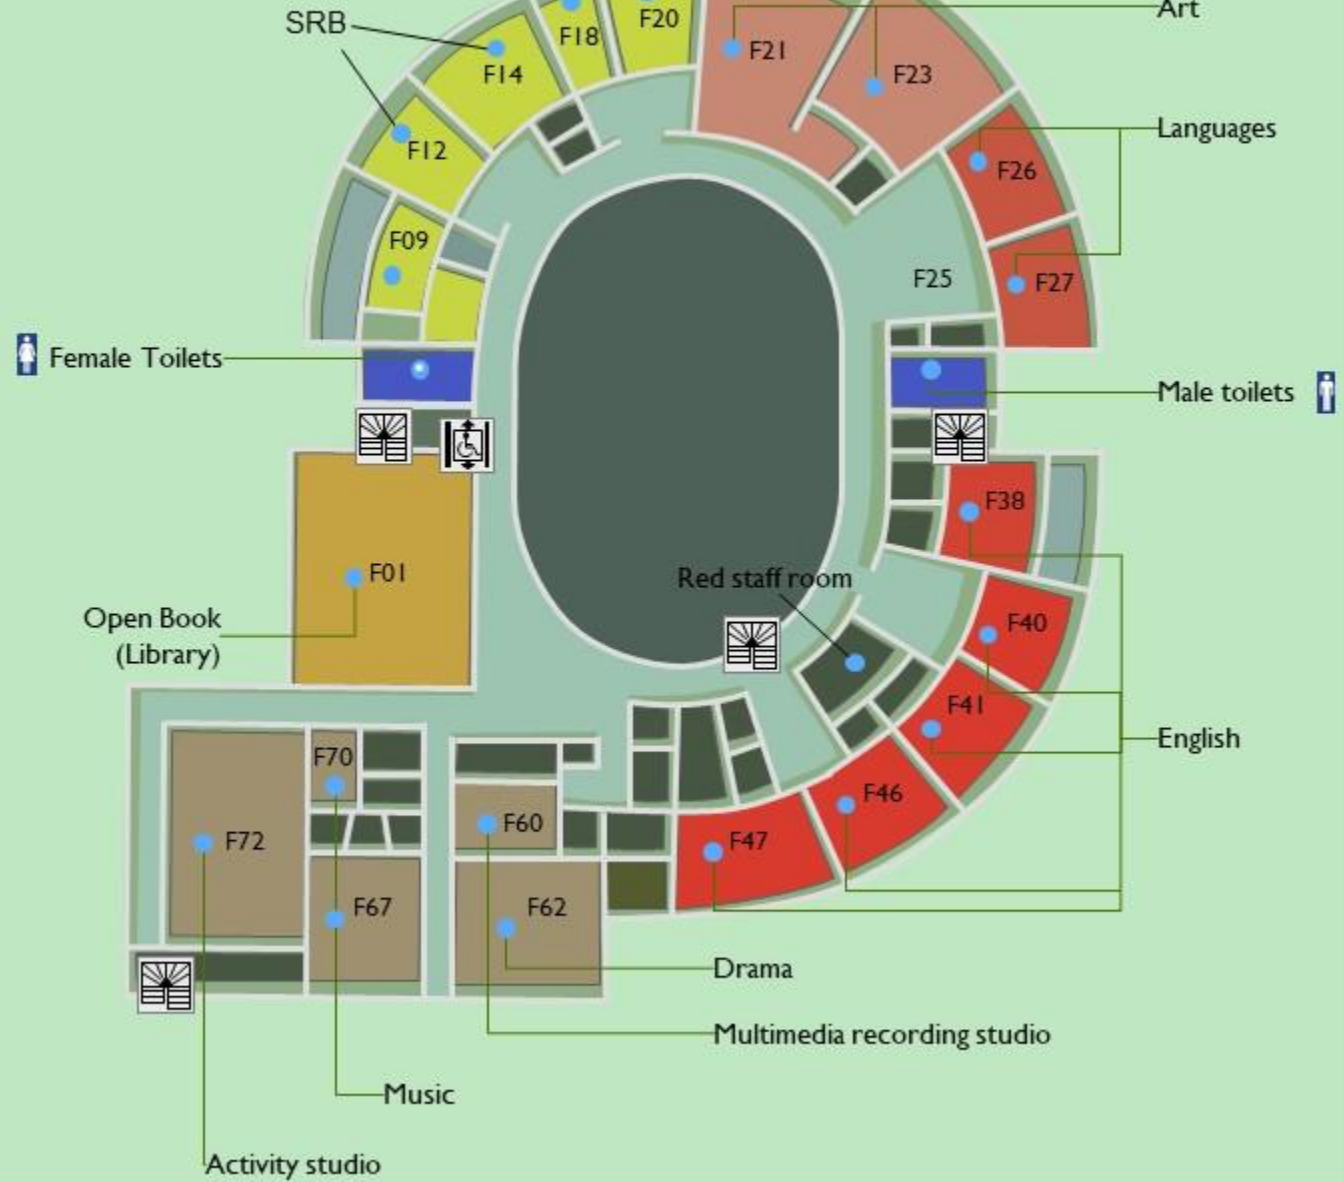 Art
SRB
F18
F20
F21
F14
F23
Languages
F12
F26
F09
F25
F27
Female Toilets
Male toilets
F38
F01
Red staff room
Open Book
(Library)
F40
F41
English
F70
F46
F60
F72
F47
F67
F62
Drama
Multimedia recording studio
Music
Activity studio